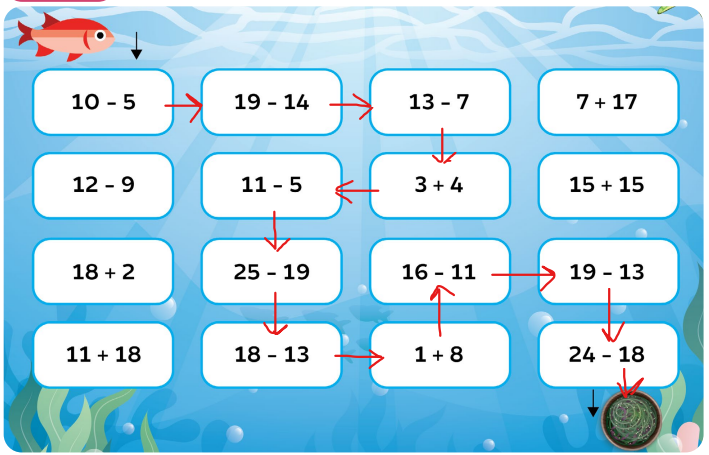 10 - 5 19 - 14 13 - 7 7 + 17
12 - 9 11 - 5 3 + 4 15 + 15
18 + 2 25 - 19 16 - 11 19 - 13
11 + 18 18 - 13 1 + 8 24 - 18